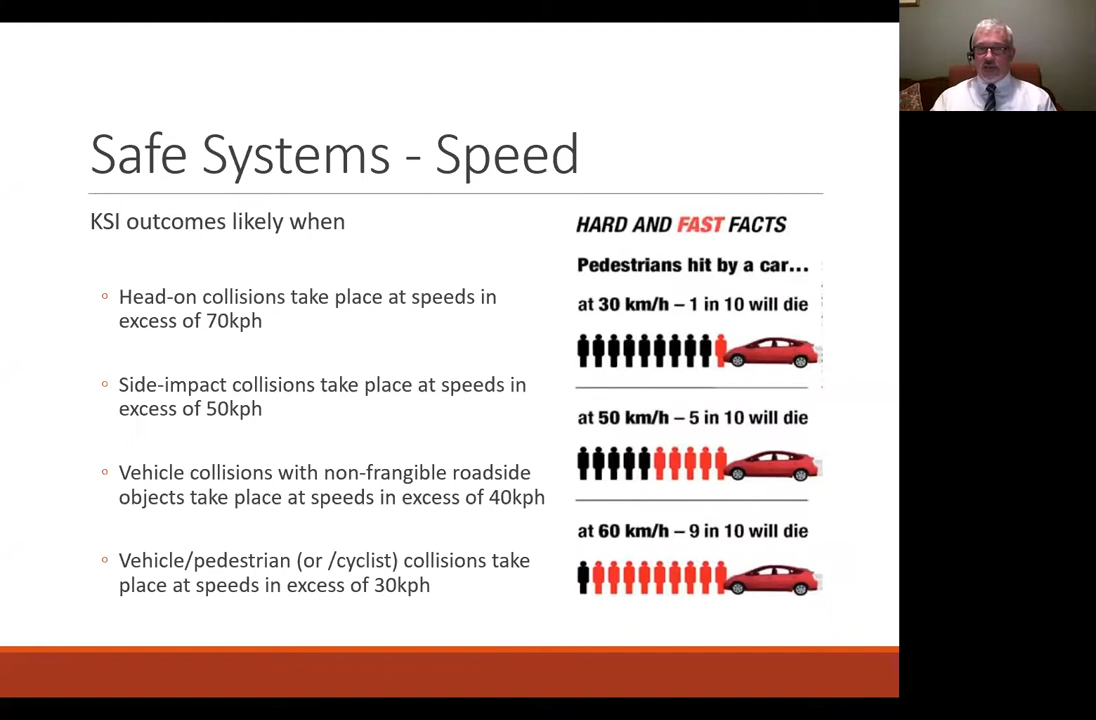 Safe Systems - Speed
KSI outcomes likely when
Head-on collisions take place at speeds in
excess of 70kph
Side-impact collisions take place at speeds in
excess of 50kph
Vehicle collisions with non-frangible roadside
objects take place at speeds in excess of 40kph
Vehicle/pedestrian (or /cyclist) collisions take
place at speeds in excess of 30kph
HARD AND FAST FACTS
Pedestrians hit by a car...
at 30 km/h – 1 in 10 will die
at 50 km/h – 5 in 10 will die
at 60 km/h – 9 in 10 will die